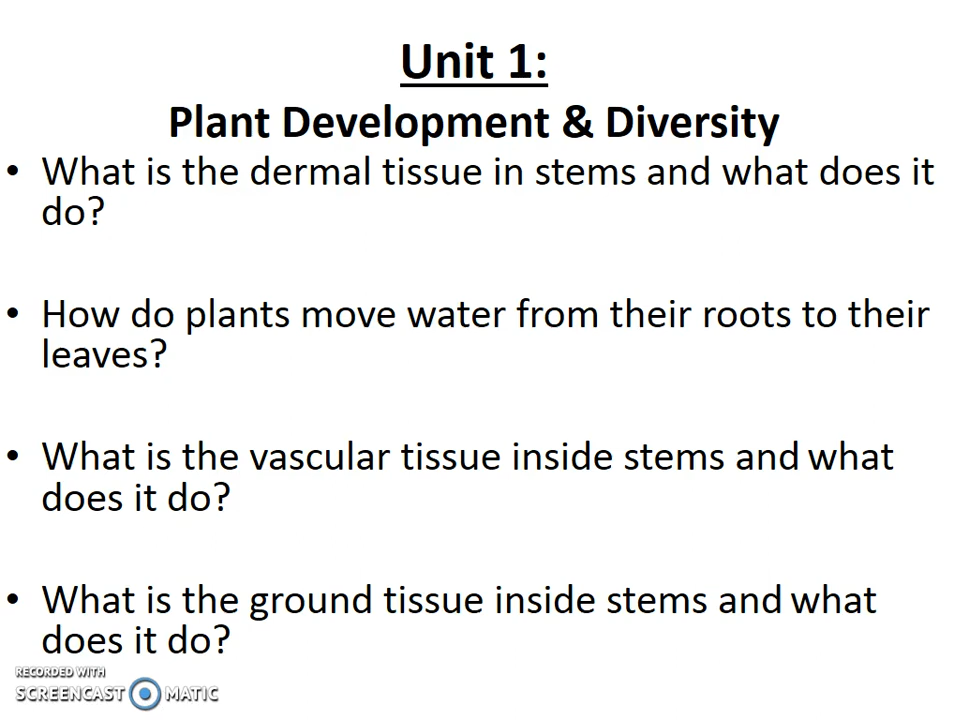 Unit 1:
Plant Development & Diversity
• What is the dermal tissue in stems and what does it
do?
• How do plants move water from their roots to their
leaves?
• What is the vascular tissue inside stems and what
does it do?
• What is the ground tissue inside stems and what
does it do?
RECORDED WITH
SCREENCAST MATIC